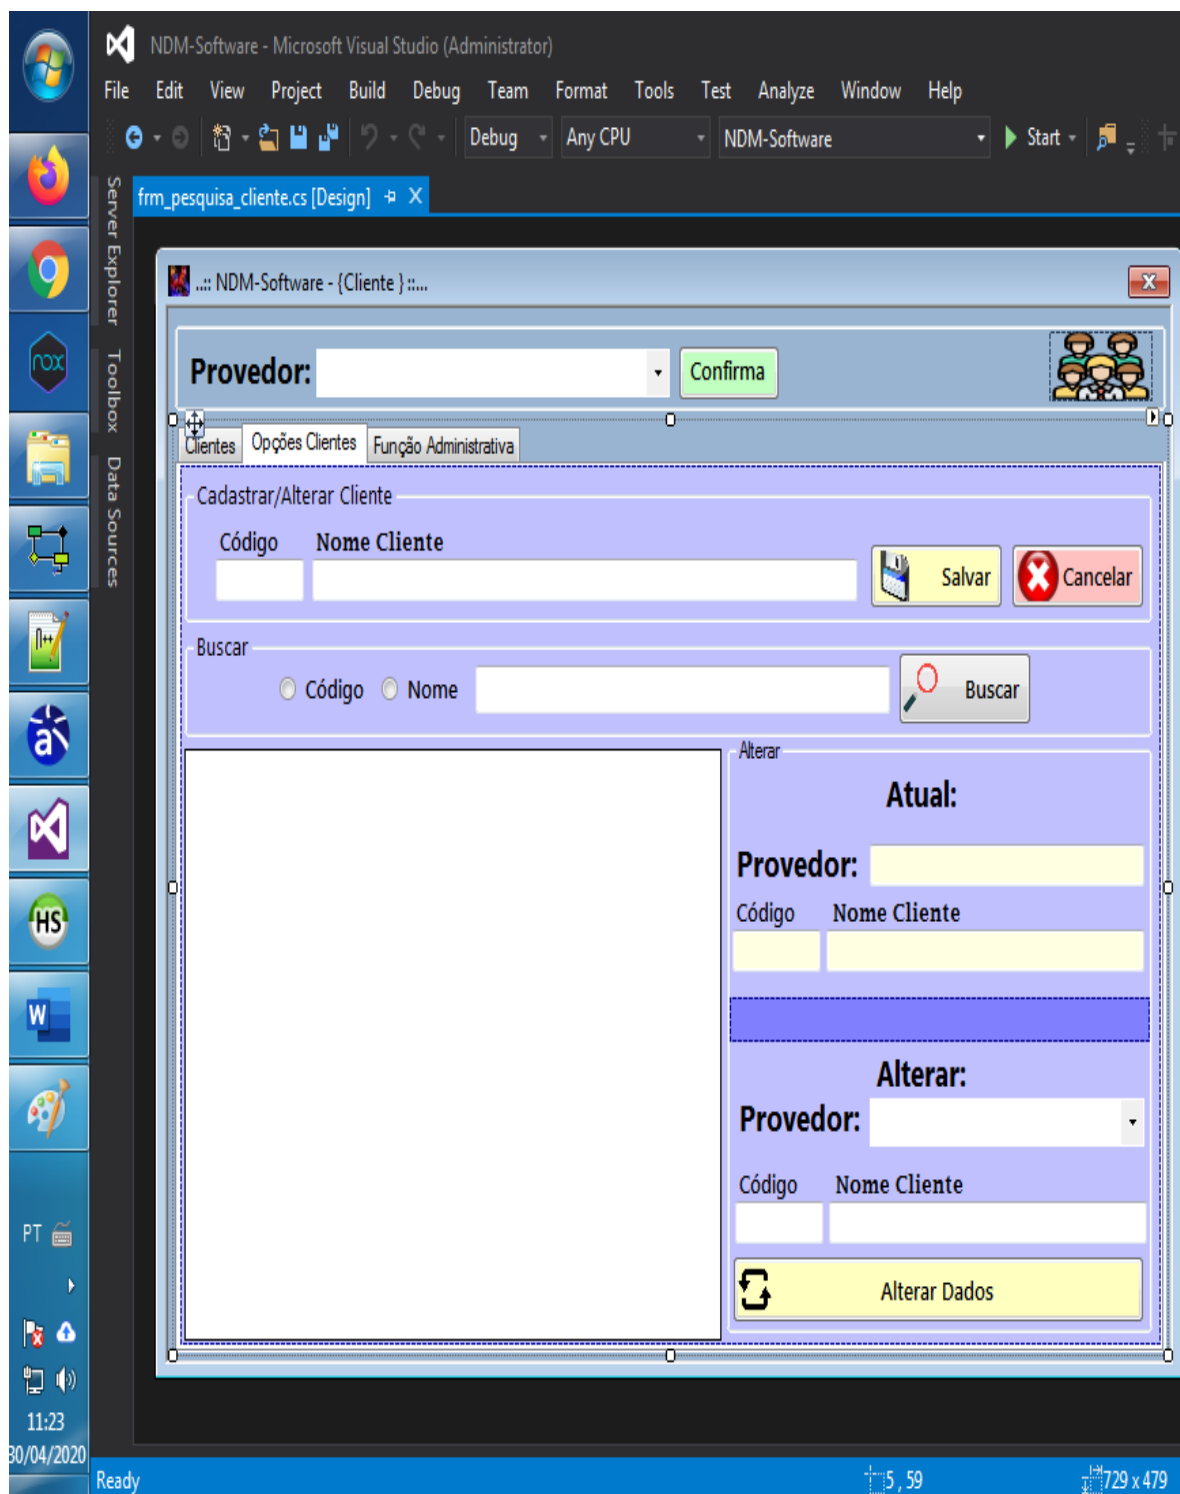 NDM-Software - Microsoft Visual Studio (Administrator)
File Edit View Project Build Debug Team Format Tools Test Analyze Window Help
Debug Any CPU NDM-Software Start
Server Explorer
Toolbox
Data Sources
frm_pesquisa_cliente.cs [Design]
..:: NDM-Software - {Cliente } ::...
Provedor: Confirma
Clientes Opções Clientes Função Administrativa
Cadastrar/Alterar Cliente
Código Nome Cliente
Salvar Cancelar
Buscar
Código Nome Buscar
Alterar
Atual:
Provedor:
Código Nome Cliente
Alterar:
Provedor:
Código Nome Cliente
Alterar Dados
nox
n++
a
HS
W
PT
11:23
30/04/2020
Ready 5 , 59 729 x 479